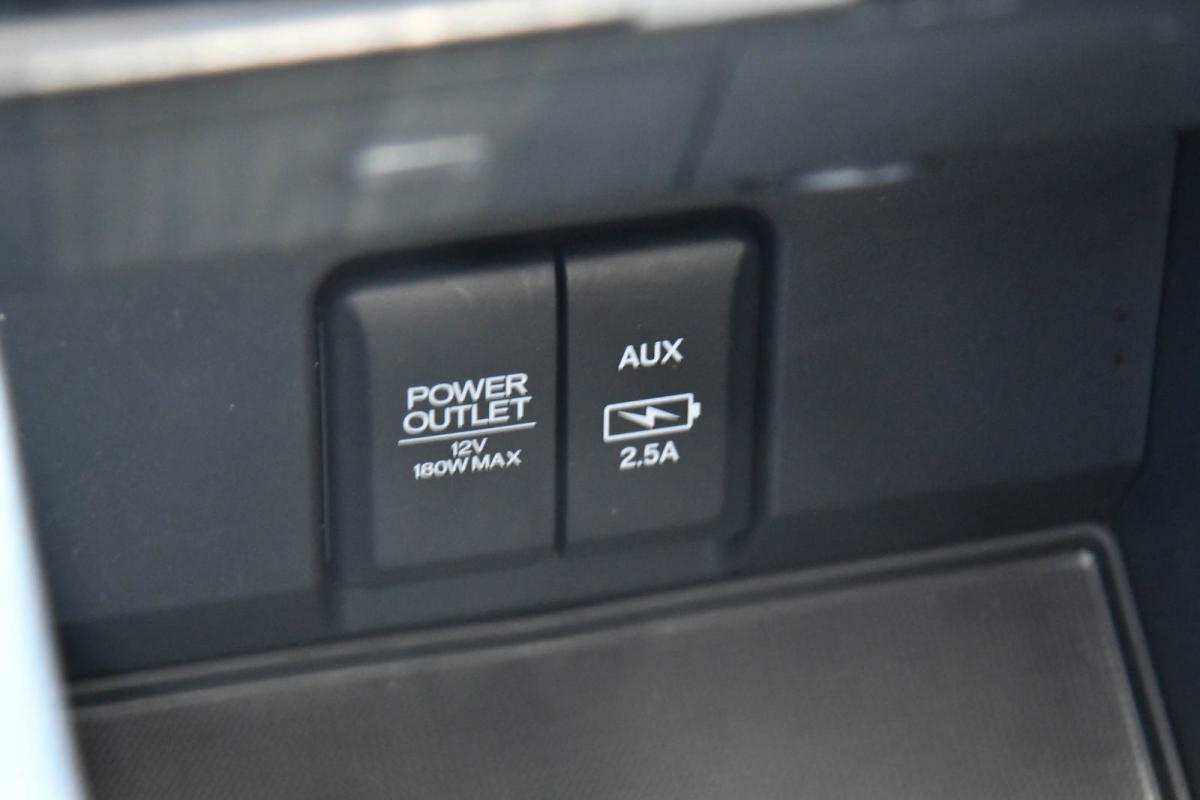 POWER
OUTLET
12V
180W MAX
AUX
2.5A